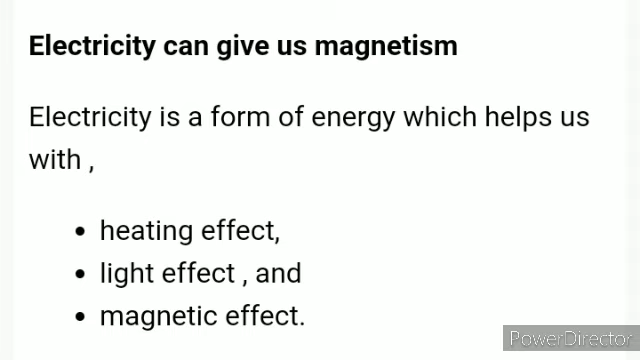 Electricity can give us magnetism
Electricity is a form of energy which helps us
with ,
• heating effect,
• light effect , and
• magnetic effect.
PowerDirector